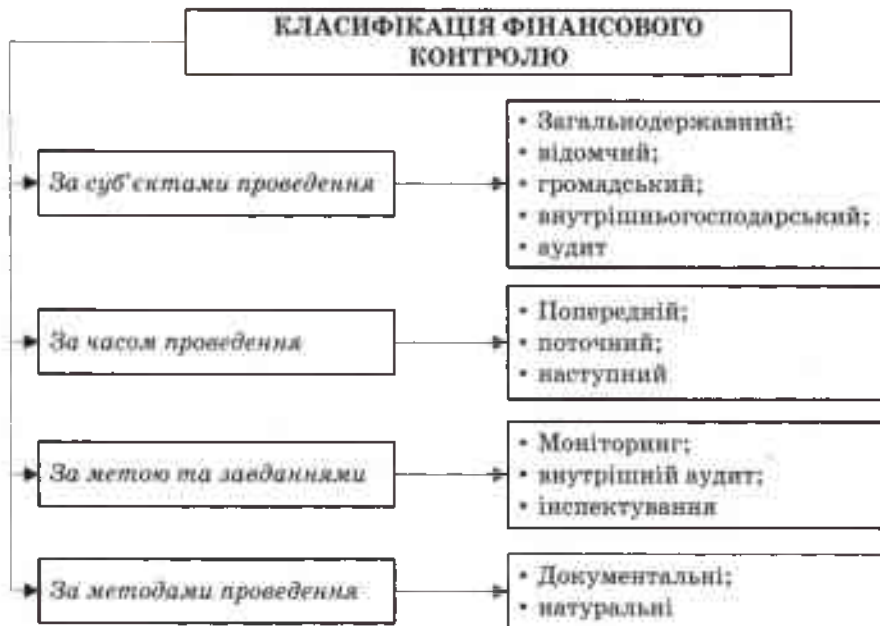 КЛАСИФІКАЦІЯ ФІНАНСОВОГО
КОНТРОЛЮ
За суб'єктами проведення
• Загальнодержавний;
• відомчий;
• громадський;
• внутрішньогосподарський;
• аудит
За часом проведення
• Попередній;
• поточний;
• наступний
За метою та завданнями
• Моніторинг;
• внутрішній аудит;
• інспектування
За методами проведення
• Документальні;
• натуральні